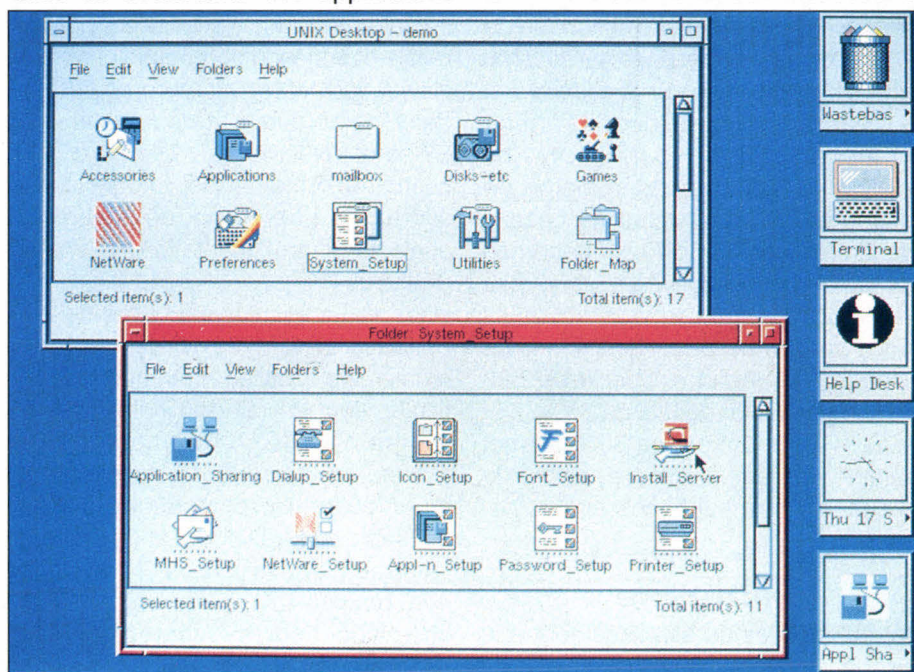 UNIX Desktop – demo
File Edit View Folders Help
Accessories Applications mailbox Disks-etc Games
NetWare Preferences System_Setup Utilities Folder_Map
Selected item(s): 1 Total item(s): 17
Folder: System_Setup
File Edit View Folders Help
Application_Sharing Dialup_Setup Icon_Setup Font_Setup Install_Server
MHS_Setup NetWare_Setup Appl-n_Setup Password_Setup Printer_Setup
Selected item(s): 1 Total item(s): 11
Wastebas
Terminal
Help Desk
Thu 17 S
Appl Sha